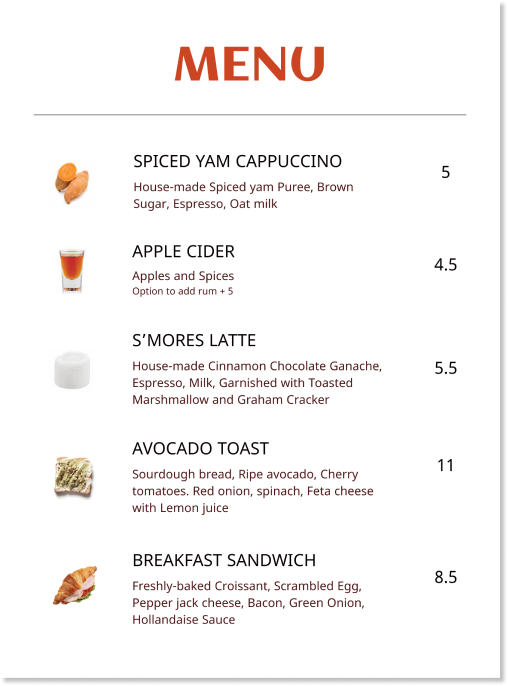 MENU
SPICED YAM CAPPUCCINO
5
House-made Spiced yam Puree, Brown
Sugar, Espresso, Oat milk
APPLE CIDER
4.5
Apples and Spices
Option to add rum + 5
S’MORES LATTE
5.5
House-made Cinnamon Chocolate Ganache,
Espresso, Milk, Garnished with Toasted
Marshmallow and Graham Cracker
AVOCADO TOAST
11
Sourdough bread, Ripe avocado, Cherry
tomatoes. Red onion, spinach, Feta cheese
with Lemon juice
BREAKFAST SANDWICH
8.5
Freshly-baked Croissant, Scrambled Egg,
Pepper jack cheese, Bacon, Green Onion,
Hollandaise Sauce